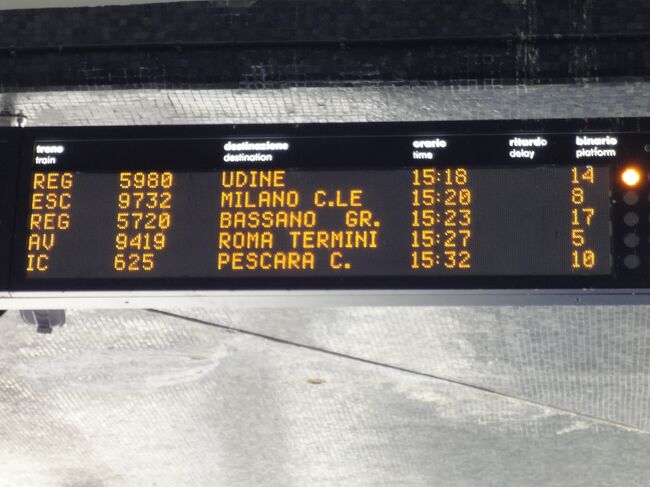 treno destinazione orario ritardo binario
train destination time delay platform
REG 5980 UDINE 15:18 14
ESC 9732 MILANO C.LE 15:20 8
REG 5720 BASSANO GR. 15:23 17
AV 9419 ROMA TERMINI 15:27 5
IC 625 PESCARA C. 15:32 10